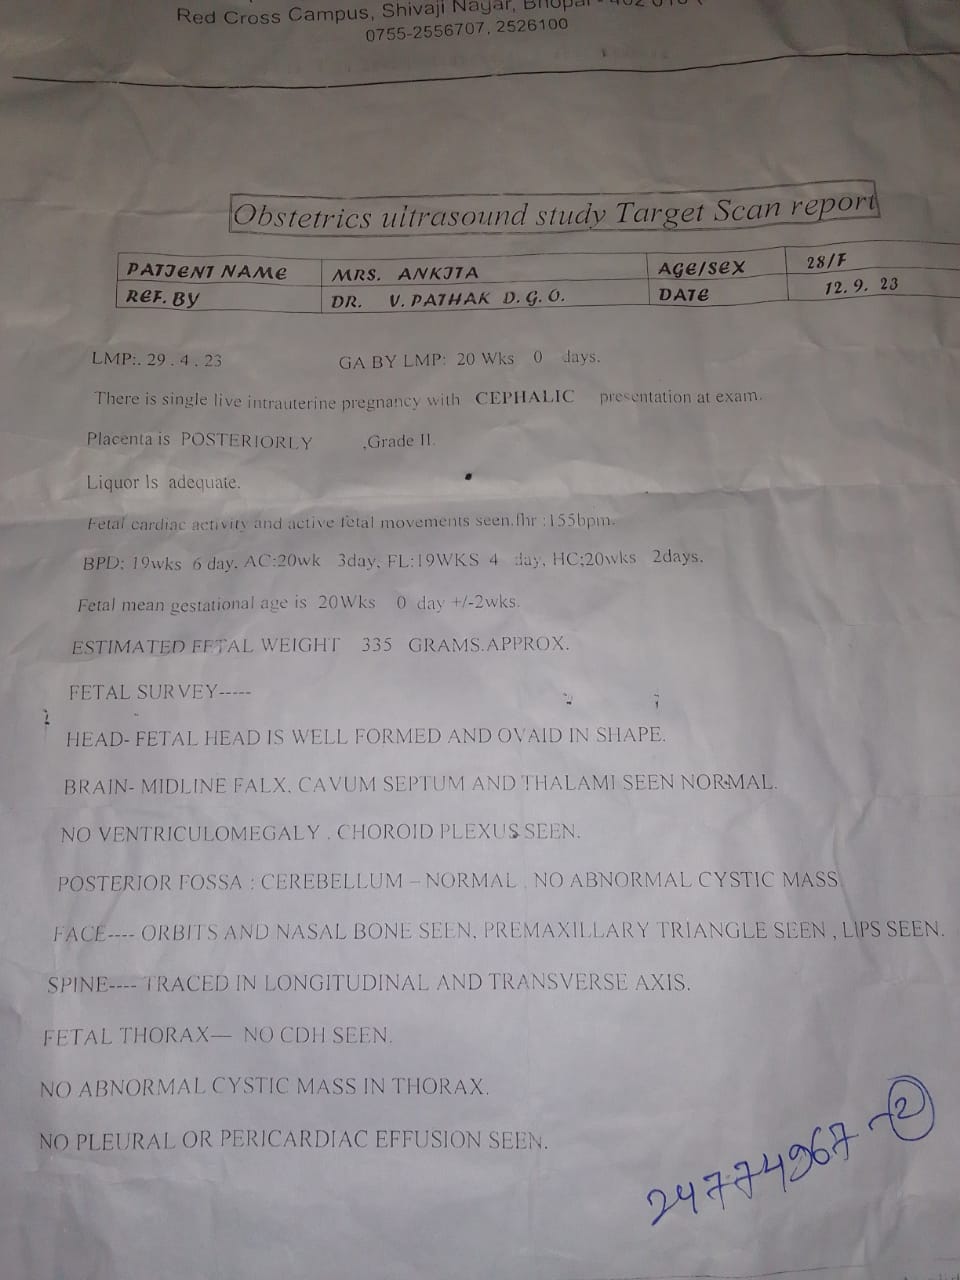 Red Cross Campus, Shivaji Nagar, Bhopal -
0755-2556707, 2526100
Obstetrics ultrasound study Target Scan report
PATIENT NAME MRS. ANKITA AGE/SEX 28/F
REF. BY DR. V. PATHAK D. G. O. DATE 12. 9. 23
LMP:. 29 . 4 . 23 GA BY LMP: 20 Wks 0 days.
There is single live intrauterine pregnancy with CEPHALIC presentation at exam.
Placenta is POSTERIORLY ,Grade II.
Liquor Is adequate.
Fetal cardiac activity and active fetal movements seen.fhr :155bpm.
BPD: 19wks 6 day. AC:20wk 3day, FL:19WKS 4 day, HC;20wks 2days.
Fetal mean gestational age is 20Wks 0 day +/-2wks.
ESTIMATED FETAL WEIGHT 335 GRAMS.APPROX.
FETAL SURVEY-----
HEAD- FETAL HEAD IS WELL FORMED AND OVAID IN SHAPE.
BRAIN- MIDLINE FALX, CAVUM SEPTUM AND THALAMI SEEN NORMAL.
NO VENTRICULOMEGALY . CHOROID PLEXUS SEEN.
POSTERIOR FOSSA : CEREBELLUM – NORMAL . NO ABNORMAL CYSTIC MASS
FACE---- ORBITS AND NASAL BONE SEEN, PREMAXILLARY TRIANGLE SEEN , LIPS SEEN.
SPINE---- TRACED IN LONGITUDINAL AND TRANSVERSE AXIS.
FETAL THORAX— NO CDH SEEN.
NO ABNORMAL CYSTIC MASS IN THORAX.
NO PLEURAL OR PERICARDIAC EFFUSION SEEN.
24774967 - 2